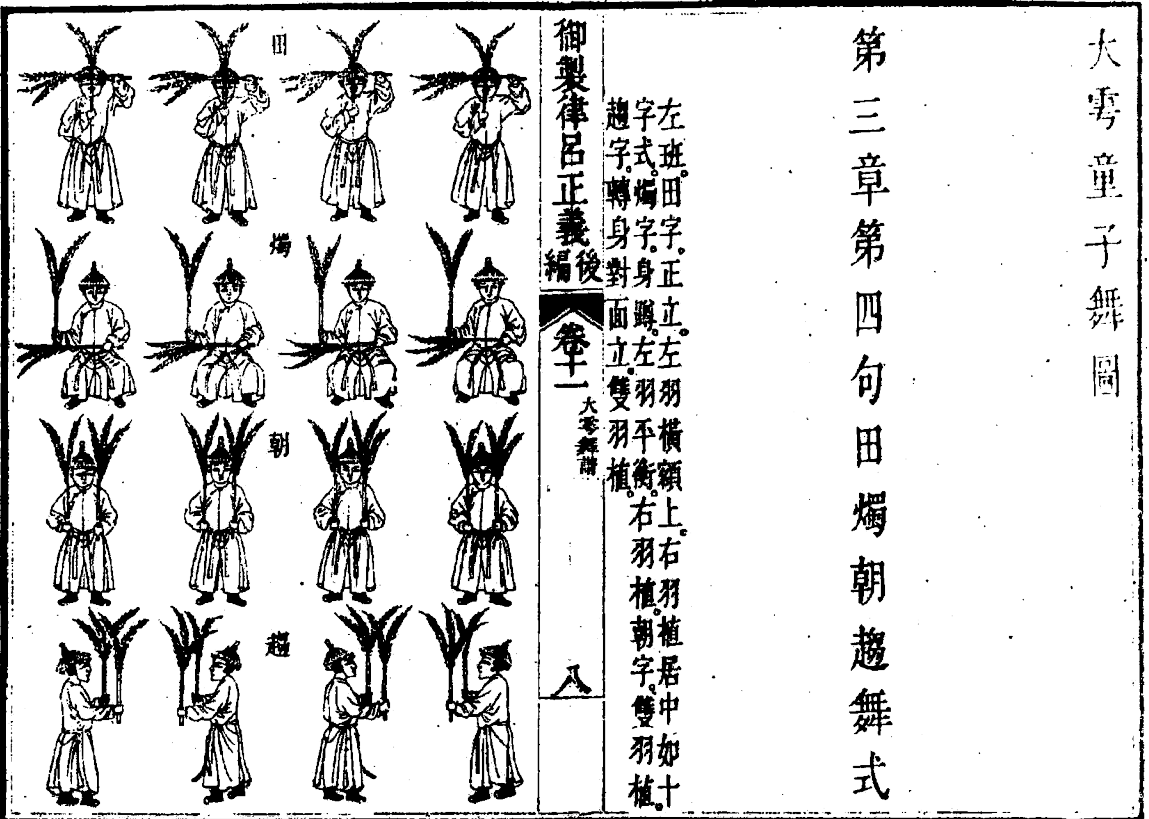 大雩童子舞圖
第三章第四句田燭朝趨舞式
左班。田字。正立。左羽橫額上。右羽植居中如十
字式。燭字。身蹲。左羽平衡。右羽植。朝字。雙羽植。
趨字。轉身對面立。雙羽植。
御製律呂正義後編
卷十一
大雩舞譜
八
田
燭
朝
趨